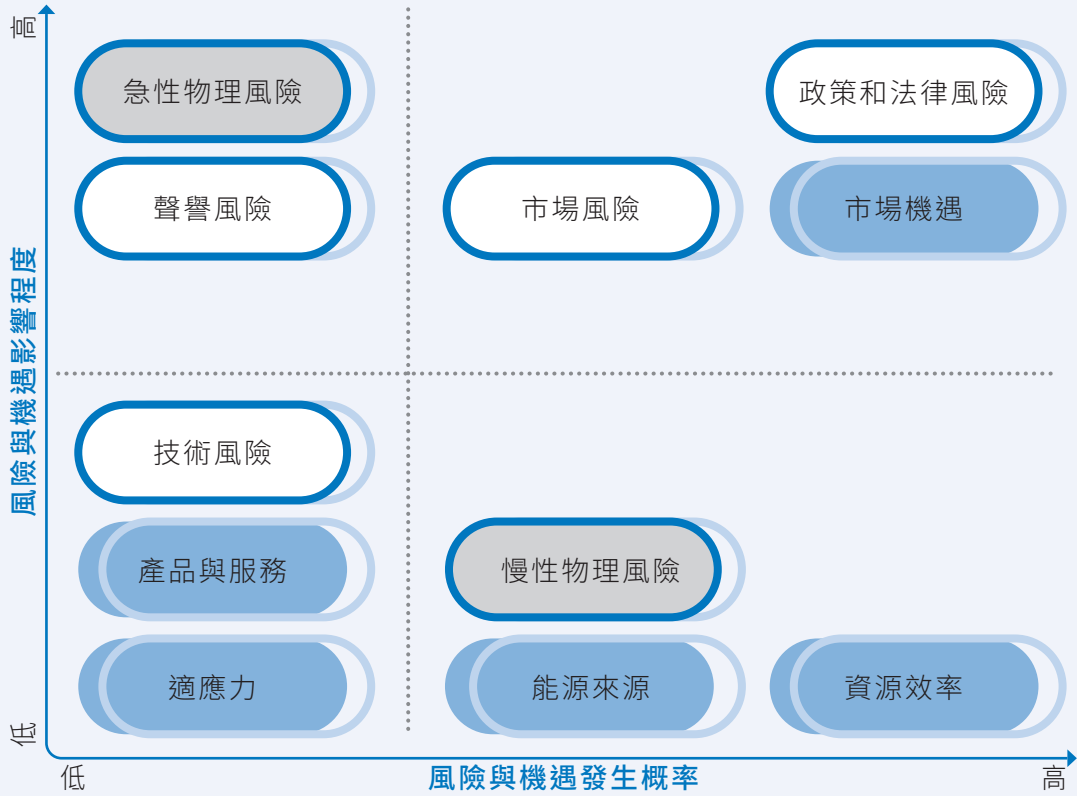 高
急性物理風險
政策和法律風險
聲譽風險
市場風險
市場機遇
風險與機遇影響程度
技術風險
產品與服務
慢性物理風險
適應力
能源來源
資源效率
低
低
風險與機遇發生概率
高